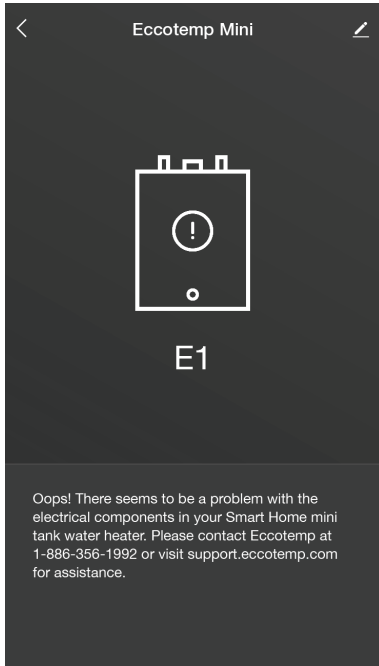 Eccotemp Mini
E1
Oops! There seems to be a problem with the
electrical components in your Smart Home mini
tank water heater. Please contact Eccotemp at
1-886-356-1992 or visit support.eccotemp.com
for assistance.